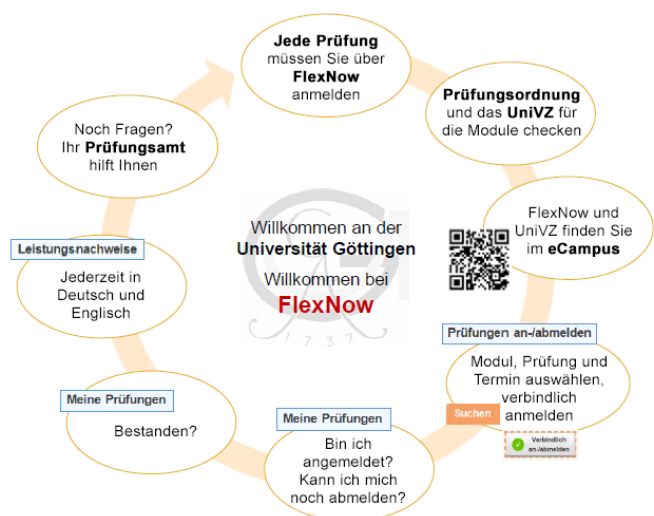 Jede Prüfung
müssen Sie über
FlexNow
anmelden
Prüfungsordnung
und das UniVZ für
die Module checken
FlexNow und
UniVZ finden Sie
im eCampus
Prüfungen an-/abmelden
Modul, Prüfung und
Termin auswählen,
verbindlich
anmelden
Suchen
Verbindlich
an-/abmelden
Meine Prüfungen
Bin ich
angemeldet?
Kann ich mich
noch abmelden?
Meine Prüfungen
Bestanden?
Leistungsnachweise
Jederzeit in
Deutsch und
Englisch
Noch Fragen?
Ihr Prüfungsamt
hilft Ihnen
Willkommen an der
Universität Göttingen
Willkommen bei
FlexNow
1737